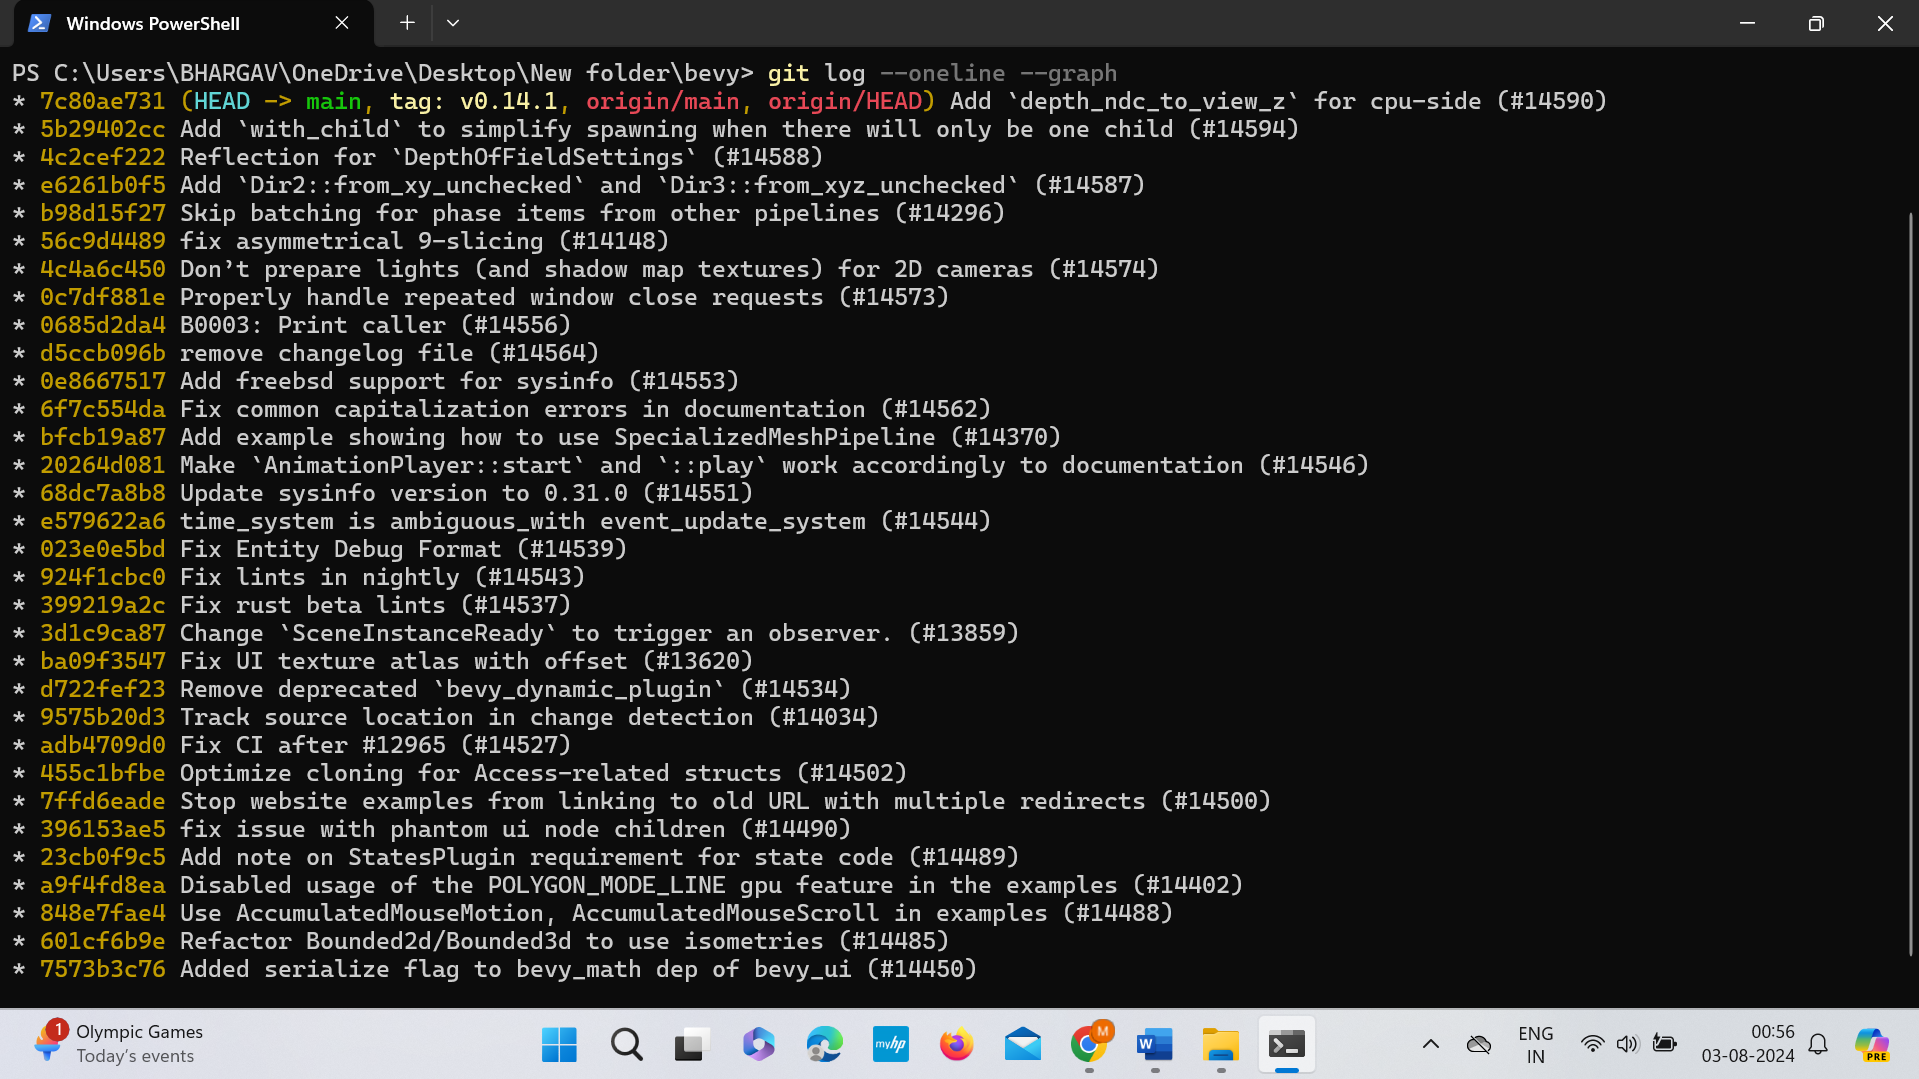 Windows PowerShell
PS C:\Users\BHARGAV\OneDrive\Desktop\New folder\bevy> git log --oneline --graph
* 7c80ae731 (HEAD -> main, tag: v0.14.1, origin/main, origin/HEAD) Add `depth_ndc_to_view_z` for cpu-side (#14590)
* 5b29402cc Add `with_child` to simplify spawning when there will only be one child (#14594)
* 4c2cef222 Reflection for `DepthOfFieldSettings` (#14588)
* e6261b0f5 Add `Dir2::from_xy_unchecked` and `Dir3::from_xyz_unchecked` (#14587)
* b98d15f27 Skip batching for phase items from other pipelines (#14296)
* 56c9d4489 fix asymmetrical 9-slicing (#14148)
* 4c4a6c450 Don’t prepare lights (and shadow map textures) for 2D cameras (#14574)
* 0c7df881e Properly handle repeated window close requests (#14573)
* 0685d2da4 B0003: Print caller (#14556)
* d5ccb096b remove changelog file (#14564)
* 0e8667517 Add freebsd support for sysinfo (#14553)
* 6f7c554da Fix common capitalization errors in documentation (#14562)
* bfcb19a87 Add example showing how to use SpecializedMeshPipeline (#14370)
* 20264d081 Make `AnimationPlayer::start` and `::play` work accordingly to documentation (#14546)
* 68dc7a8b8 Update sysinfo version to 0.31.0 (#14551)
* e579622a6 time_system is ambiguous_with event_update_system (#14544)
* 023e0e5bd Fix Entity Debug Format (#14539)
* 924f1cbc0 Fix lints in nightly (#14543)
* 399219a2c Fix rust beta lints (#14537)
* 3d1c9ca87 Change `SceneInstanceReady` to trigger an observer. (#13859)
* ba09f3547 Fix UI texture atlas with offset (#13620)
* d722fef23 Remove deprecated `bevy_dynamic_plugin` (#14534)
* 9575b20d3 Track source location in change detection (#14034)
* adb4709d0 Fix CI after #12965 (#14527)
* 455c1bfbe Optimize cloning for Access-related structs (#14502)
* 7ffd6eade Stop website examples from linking to old URL with multiple redirects (#14500)
* 396153ae5 fix issue with phantom ui node children (#14490)
* 23cb0f9c5 Add note on StatesPlugin requirement for state code (#14489)
* a9f4fd8ea Disabled usage of the POLYGON_MODE_LINE gpu feature in the examples (#14402)
* 848e7fae4 Use AccumulatedMouseMotion, AccumulatedMouseScroll in examples (#14488)
* 601cf6b9e Refactor Bounded2d/Bounded3d to use isometries (#14485)
* 7573b3c76 Added serialize flag to bevy_math dep of bevy_ui (#14450)
1
Olympic Games
Today's events
myhp
M
W
ENG
IN
00:56
03-08-2024
PRE